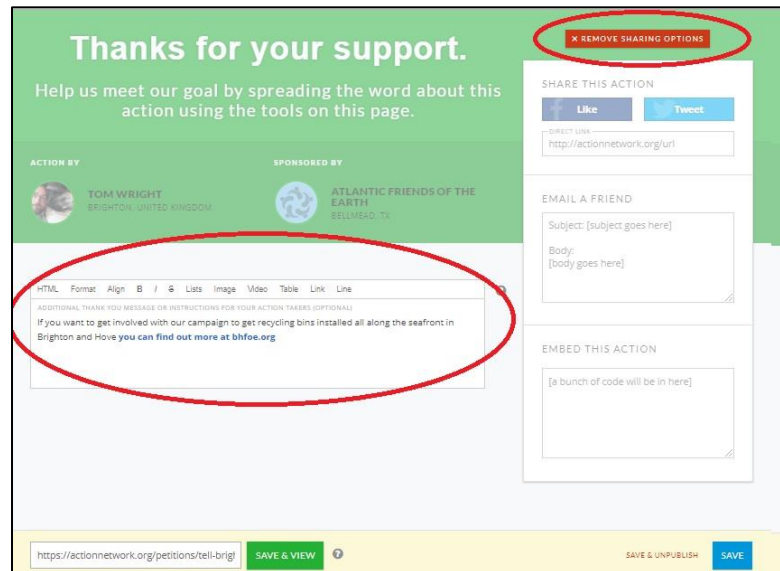 Thanks for your support.
Help us meet our goal by spreading the word about this
action using the tools on this page.
ACTION BY
TOM WRIGHT
BRIGHTON, UNITED KINGDOM
SPONSORED BY
ATLANTIC FRIENDS OF THE
EARTH
BELLMEAD, TX
HTML Format Align B I S Lists Image Video Table Link Line
ADDITIONAL THANK YOU MESSAGE OR INSTRUCTIONS FOR YOUR ACTION TAKERS (OPTIONAL)
If you want to get involved with our campaign to get recycling bins installed all along the seafront in
Brighton and Hove you can find out more at bhfoe.org
× REMOVE SHARING OPTIONS
SHARE THIS ACTION
f Like Tweet
DIRECT LINK
http://actionnetwork.org/url
EMAIL A FRIEND
Subject: [subject goes here]
Body:
[body goes here]
EMBED THIS ACTION
[a bunch of code will be in here]
https://actionnetwork.org/petitions/tell-brigh SAVE & VIEW ? SAVE & UNPUBLISH SAVE